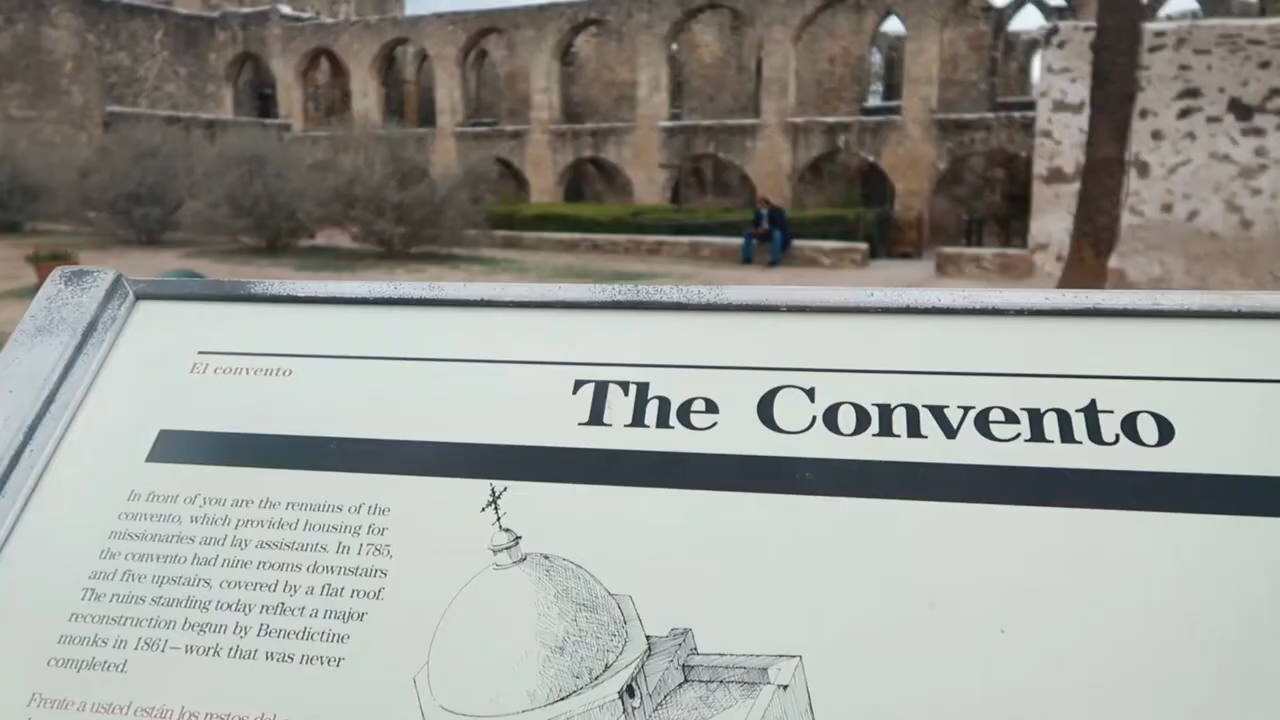 El convento
The Convento
In front of you are the remains of the
convento, which provided housing for
missionaries and lay assistants. In 1785,
the convento had nine rooms downstairs
and five upstairs, covered by a flat roof.
The ruins standing today reflect a major
reconstruction begun by Benedictine
monks in 1861—work that was never
completed.
Frente a usted están los restos del